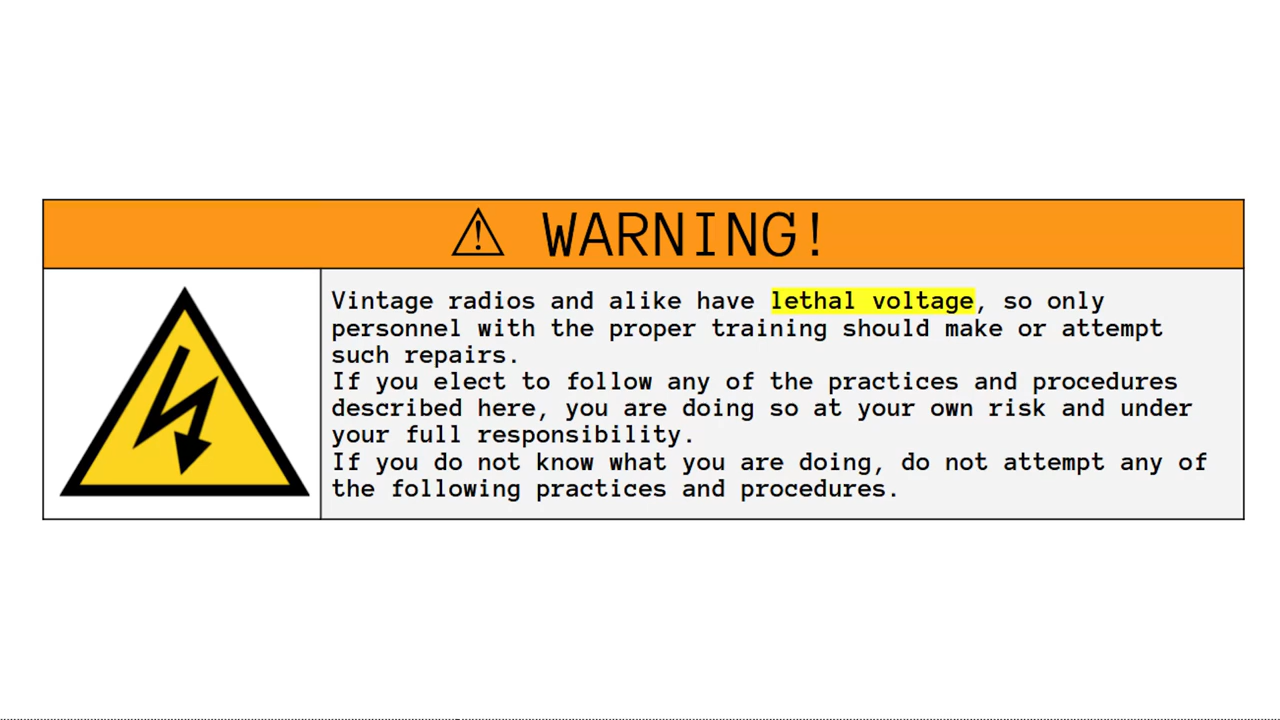 ⚠ WARNING!
Vintage radios and alike have lethal voltage, so only
personnel with the proper training should make or attempt
such repairs.
If you elect to follow any of the practices and procedures
described here, you are doing so at your own risk and under
your full responsibility.
If you do not know what you are doing, do not attempt any of
the following practices and procedures.